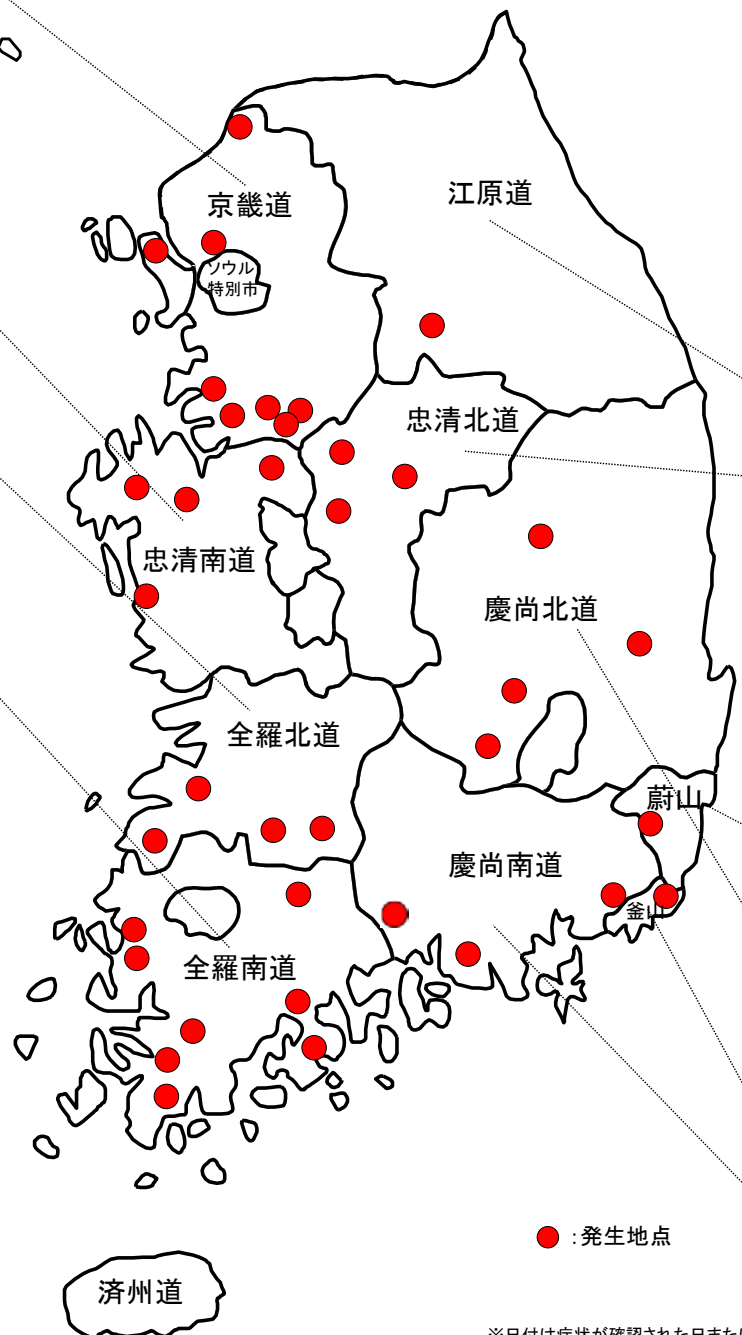 江原道
京畿道
ソウル
特別市
忠清北道
忠清南道
慶尚北道
全羅北道
蔚山
慶尚南道
釜山
全羅南道
:発生地点
済州道